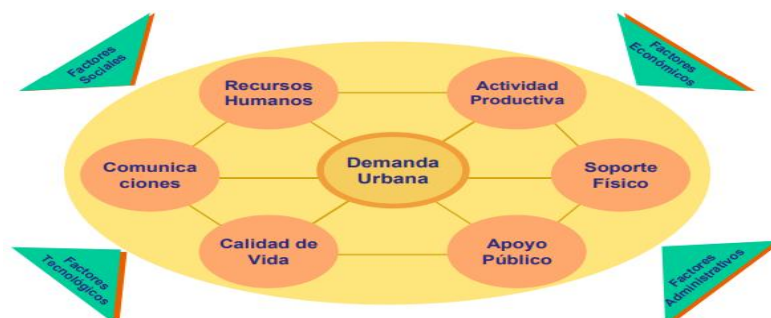 Factores
Sociales
Factores
Económicos
Recursos
Humanos
Actividad
Productiva
Comunica
ciones
Demanda
Urbana
Soporte
Físico
Calidad de
Vida
Apoyo
Público
Factores
Tecnológicos
Factores
Administrativos